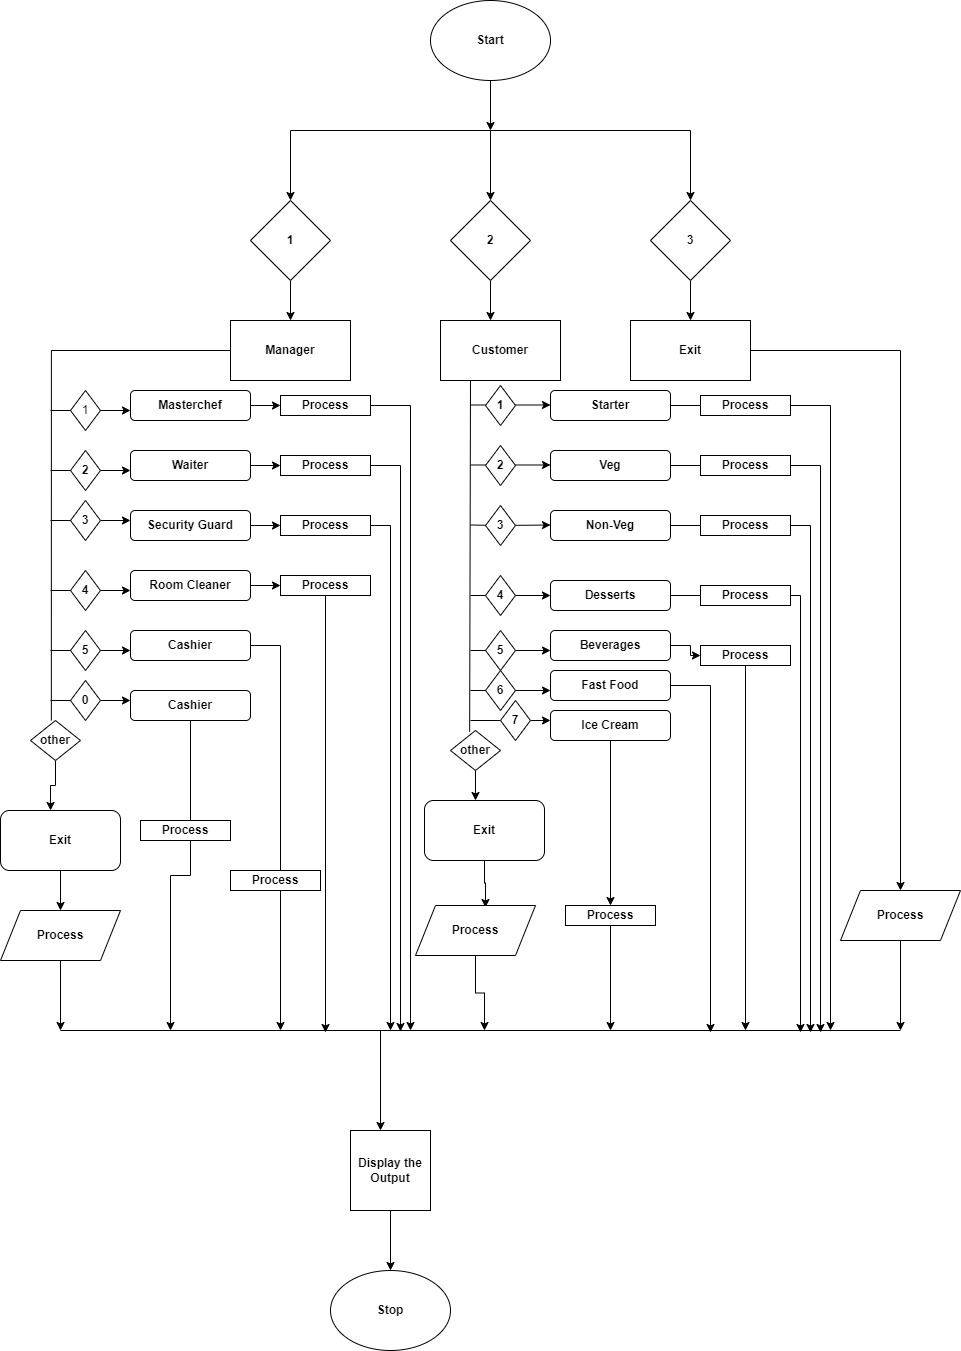 Start
1
2
3
Manager
Customer
Exit
1
Masterchef
Process
1
Starter
Process
2
Waiter
Process
2
Veg
Process
3
Security Guard
Process
3
Non-Veg
Process
4
Room Cleaner
Process
4
Desserts
Process
5
Cashier
5
Beverages
Process
0
Cashier
6
Fast Food
7
Ice Cream
other
other
Exit
Process
Exit
Process
Process
Process
Process
Process
Display the
Output
Stop